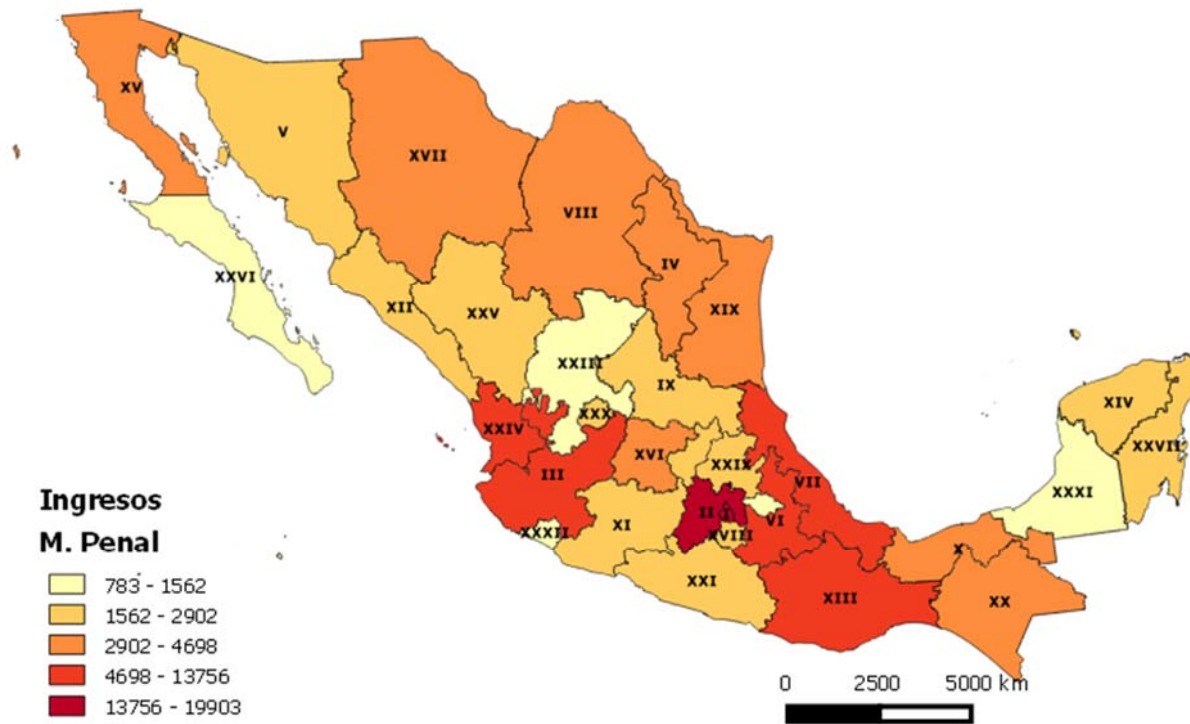 XV
V
XVII
VIII
IV
XXVI
XII
XXV
XIX
XXIII
IX
XXX
XXIV
XIV
XVI
XXIX
XXVII
III
VII
XXXI
II
I
VI
XXXII
XI
XVIII
X
XXI
XIII
XX
Ingresos
M. Penal
783 - 1562
1562 - 2902
2902 - 4698
4698 - 13756
13756 - 19903
0 2500 5000 km